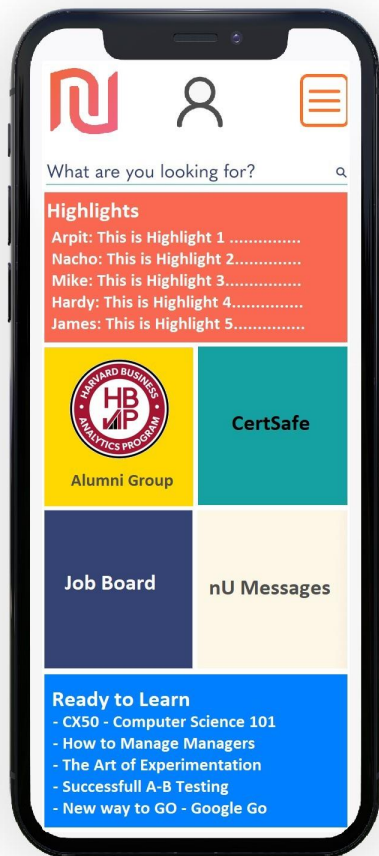 nU
What are you looking for?
Highlights
Arpit: This is Highlight 1 ...............
Nacho: This is Highlight 2...............
Mike: This is Highlight 3...............
Hardy: This is Highlight 4...............
James: This is Highlight 5...............
HARVARD BUSINESS
HB
AP
ANALYTICS PROGRAM
Alumni Group
CertSafe
Job Board
nU Messages
Ready to Learn
- CX50 - Computer Science 101
- How to Manage Managers
- The Art of Experimentation
- Successfull A-B Testing
- New way to GO - Google Go